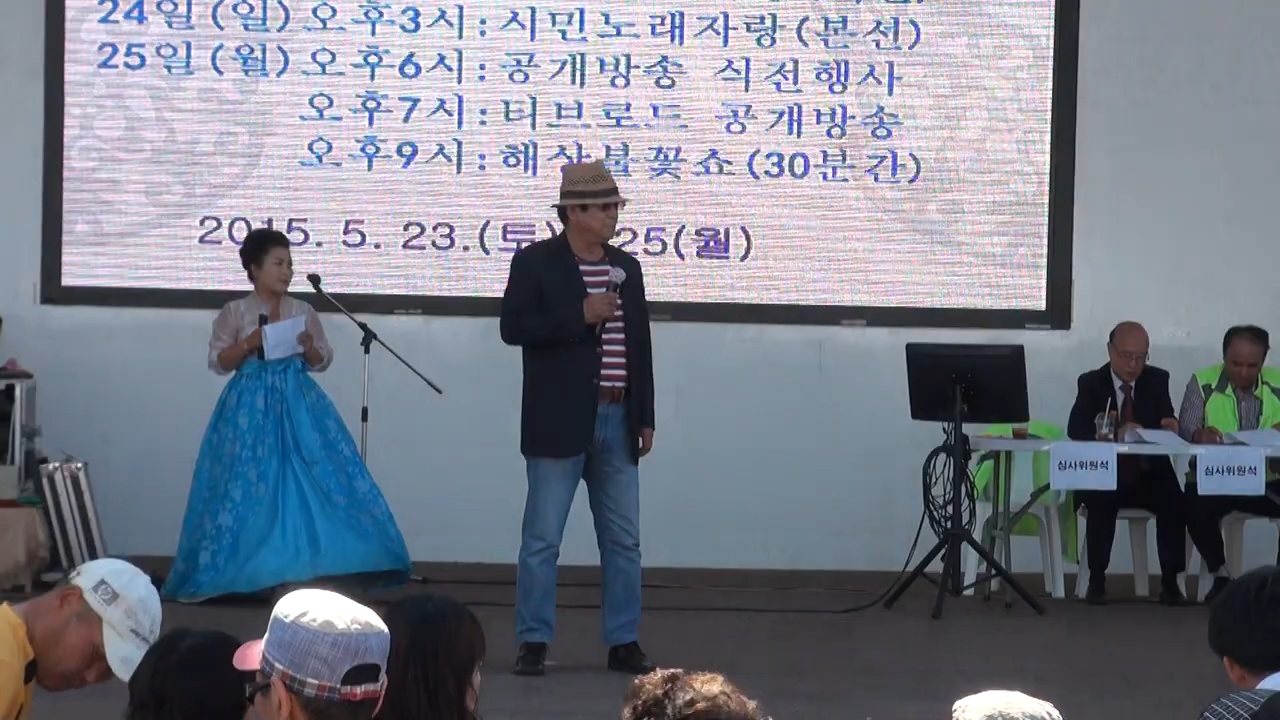 24일(일) 오후3시: 시민노래자랑(본선)
25일(월) 오후6시: 공개방송 식전행사
오후7시: 티브로드 공개방송
오후9시: 해상불꽃쇼(30분간)
2015. 5. 23.(토) 25(월)
심사위원석
심사위원석